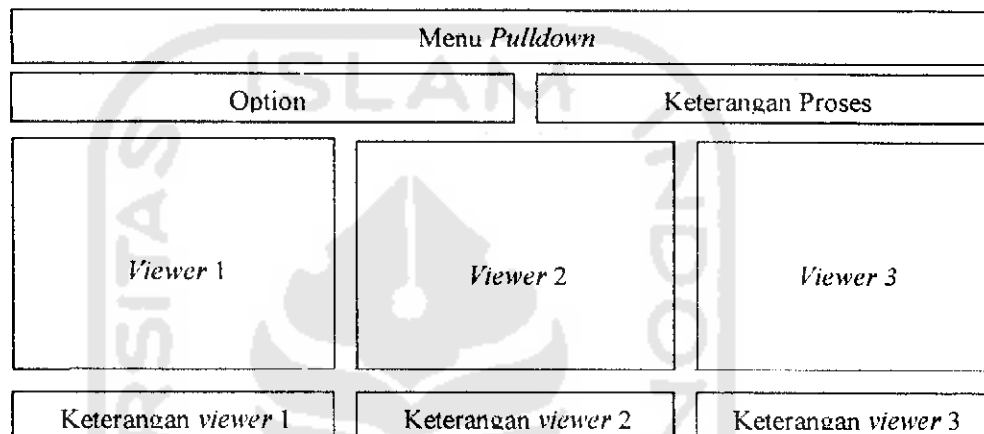 Menu Pulldown
Option
Keterangan Proses
Viewer 1
Viewer 2
Viewer 3
Keterangan viewer 1
Keterangan viewer 2
Keterangan viewer 3
ISLAM